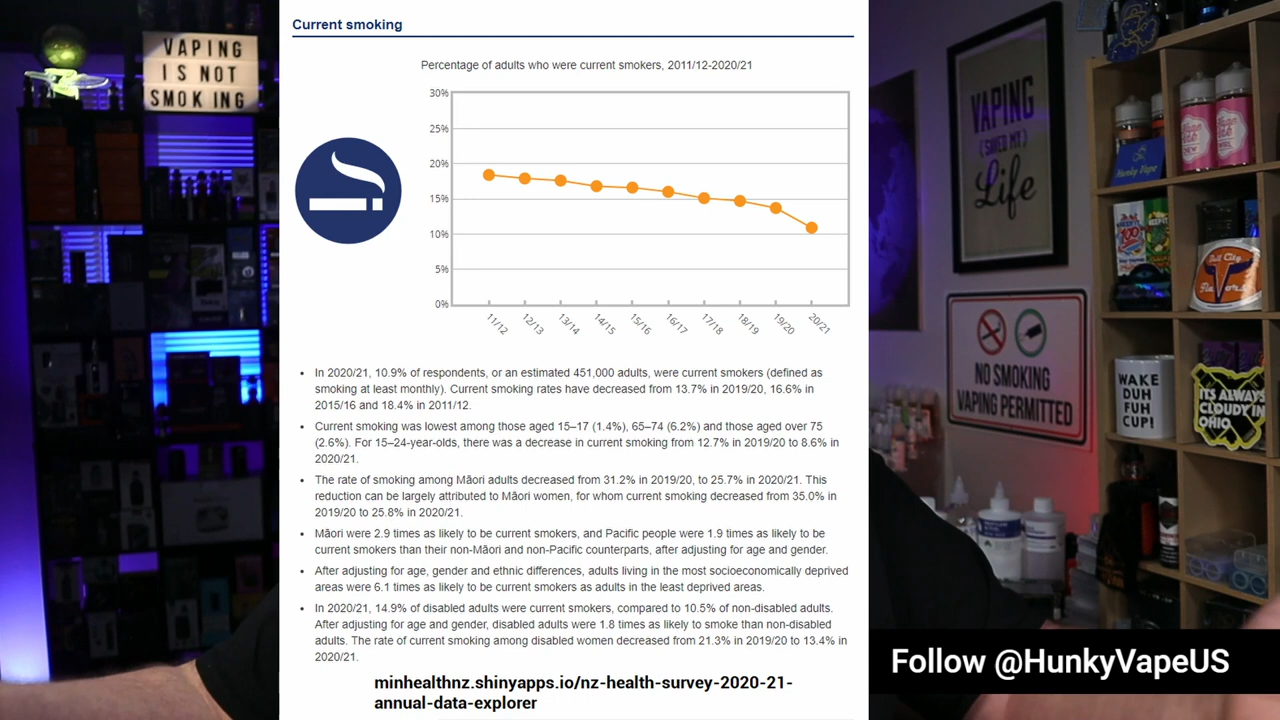 VAPING
IS NOT
SMOKING
Current smoking
Percentage of adults who were current smokers, 2011/12-2020/21
30%
25%
20%
15%
10%
5%
0%
11/12
12/13
13/14
14/15
15/16
16/17
17/18
18/19
19/20
20/21
• In 2020/21, 10.9% of respondents, or an estimated 451,000 adults, were current smokers (defined as
smoking at least monthly). Current smoking rates have decreased from 13.7% in 2019/20, 16.6% in
2015/16 and 18.4% in 2011/12.
• Current smoking was lowest among those aged 15–17 (1.4%), 65–74 (6.2%) and those aged over 75
(2.6%). For 15–24-year-olds, there was a decrease in current smoking from 12.7% in 2019/20 to 8.6% in
2020/21.
• The rate of smoking among Māori adults decreased from 31.2% in 2019/20, to 25.7% in 2020/21. This
reduction can be largely attributed to Māori women, for whom current smoking decreased from 35.0% in
2019/20 to 25.8% in 2020/21.
• Māori were 2.9 times as likely to be current smokers, and Pacific people were 1.9 times as likely to be
current smokers than their non-Māori and non-Pacific counterparts, after adjusting for age and gender.
• After adjusting for age, gender and ethnic differences, adults living in the most socioeconomically deprived
areas were 6.1 times as likely to be current smokers as adults in the least deprived areas.
• In 2020/21, 14.9% of disabled adults were current smokers, compared to 10.5% of non-disabled adults.
After adjusting for age and gender, disabled adults were 1.8 times as likely to smoke than non-disabled
adults. The rate of current smoking among disabled women decreased from 21.3% in 2019/20 to 13.4% in
2020/21.
minhealthnz.shinyapps.io/nz-health-survey-2020-21-
annual-data-explorer
VAPING
(SAVED MY)
Life
NO SMOKING
VAPING PERMITTED
Hunky Vape
100
WAKE
DUH
FUH
CUP!
ITS ALWAYS
CLOUDY IN
OHIO
Follow @HunkyVapeUS